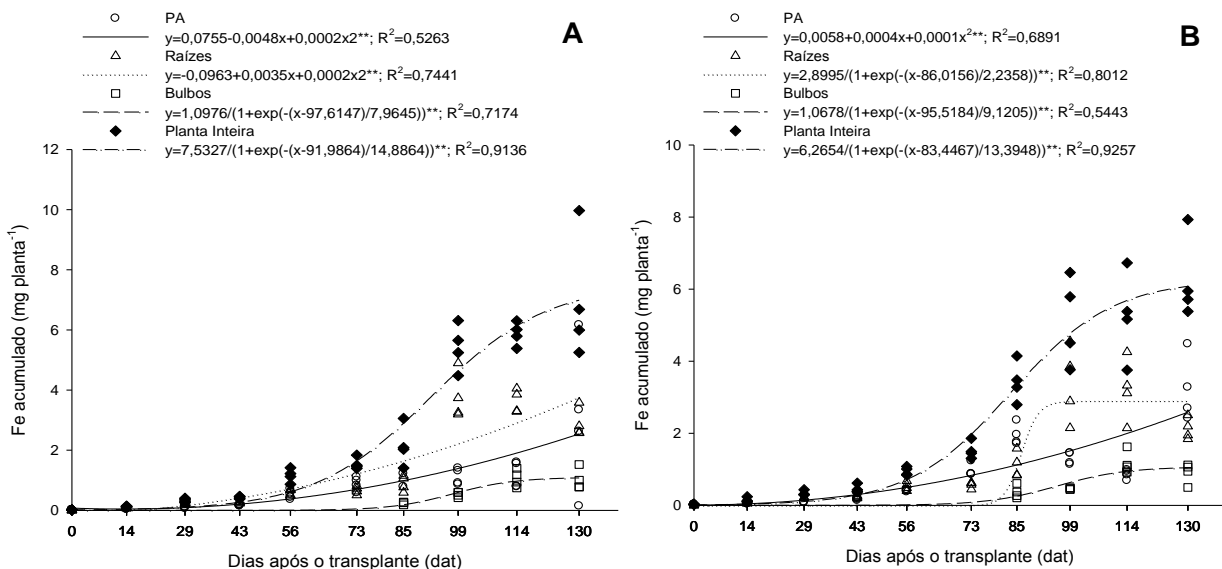 PA
y=0,0755-0,0048x+0,0002x2**; R²=0,5263
Raízes
y=-0,0963+0,0035x+0,0002x2**; R²=0,7441
Bulbos
y=1,0976/(1+exp(-(x-97,6147)/7,9645))**; R²=0,7174
Planta Inteira
y=7,5327/(1+exp(-(x-91,9864)/14,8864))**; R²=0,9136
A
Fe acumulado (mg planta⁻¹)
12
10
8
6
4
2
0
0 14 29 43 56 73 85 99 114 130
Dias após o transplante (dat)
PA
y=0,0058+0,0004x+0,0001x²**; R²=0,6891
Raízes
y=2,8995/(1+exp(-(x-86,0156)/2,2358))**; R²=0,8012
Bulbos
y=1,0678/(1+exp(-(x-95,5184)/9,1205))**; R²=0,5443
Planta Inteira
y=6,2654/(1+exp(-(x-83,4467)/13,3948))**; R²=0,9257
B
Fe acumulado (mg planta⁻¹)
10
8
6
4
2
0
0 14 29 43 56 73 85 99 114 130
Dias após o transplante (dat)